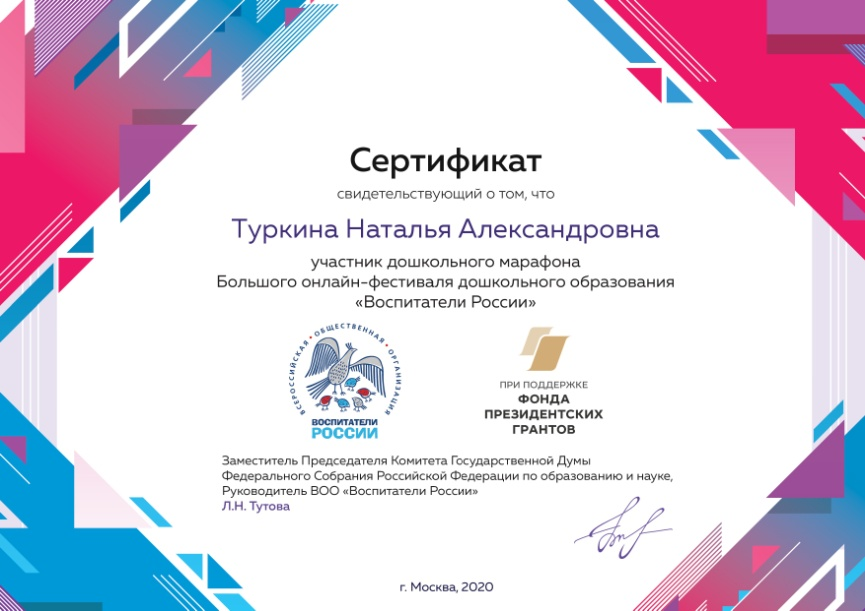 Сертификат
свидетельствующий о том, что
Туркина Наталья Александровна
участник дошкольного марафона
Большого онлайн-фестиваля дошкольного образования
«Воспитатели России»
ВСЕРОССИЙСКАЯ • ОБЩЕСТВЕННАЯ • ОРГАНИЗАЦИЯ
ВОСПИТАТЕЛИ
РОССИИ
ПРИ ПОДДЕРЖКЕ
ФОНДА
ПРЕЗИДЕНТСКИХ
ГРАНТОВ
Заместитель Председателя Комитета Государственной Думы
Федерального Собрания Российской Федерации по образованию и науке,
Руководитель ВОО «Воспитатели России»
Л.Н. Тутова
г. Москва, 2020